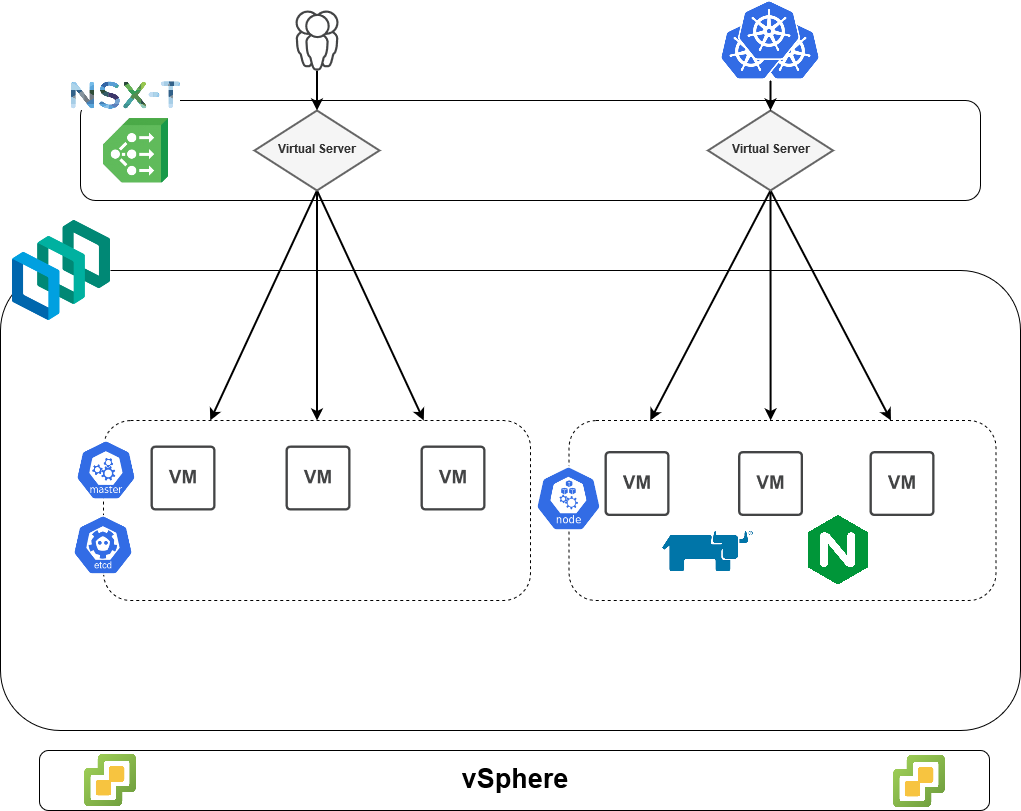 NSX-T
Virtual Server
Virtual Server
VM
VM
VM
VM
VM
VM
master
node
etcd
N
vSphere